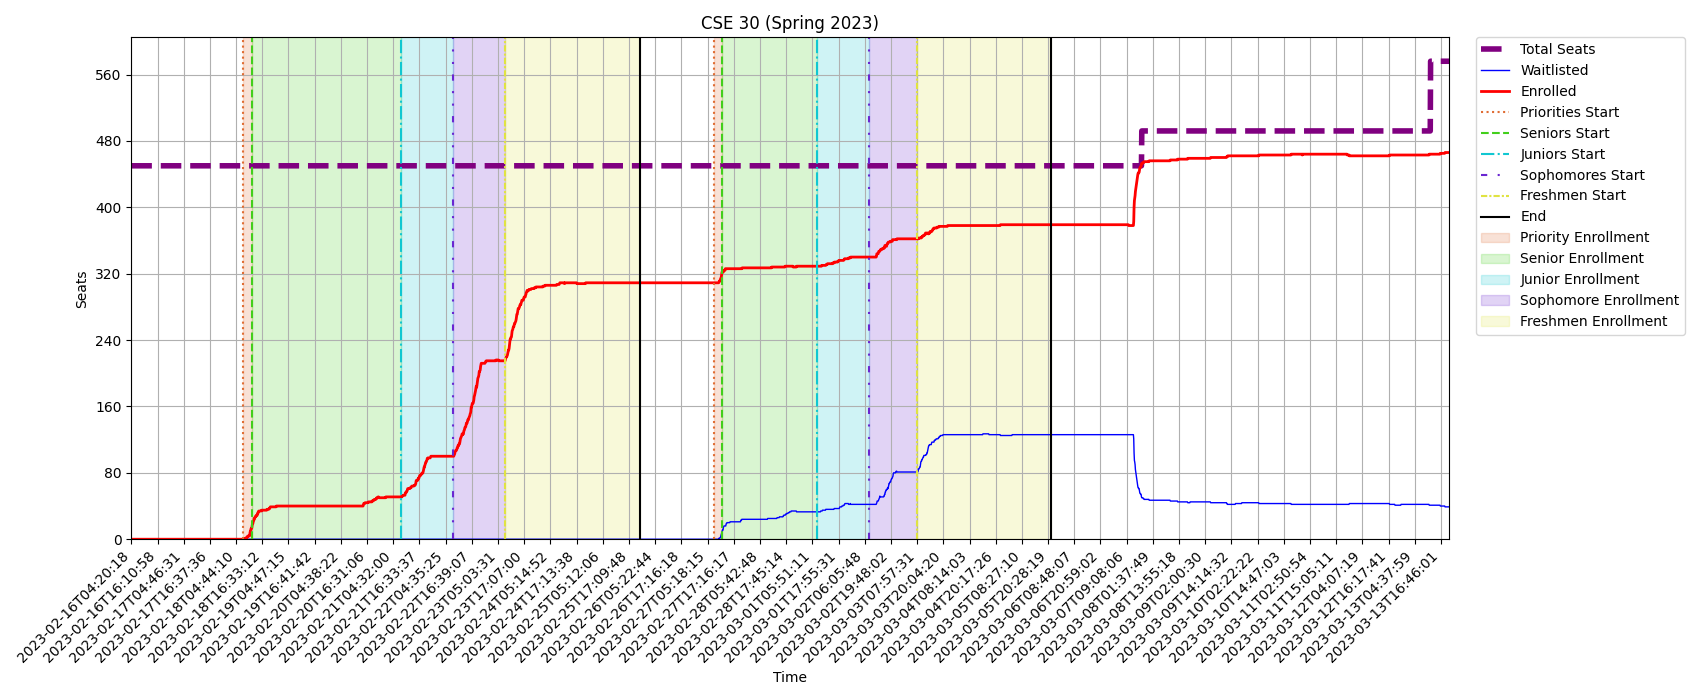 CSE 30 (Spring 2023)
Seats
560
480
400
320
240
160
80
0
2023-02-16T04:20:18
2023-02-16T16:10:58
2023-02-17T04:46:31
2023-02-17T17:37:36
2023-02-18T04:44:10
2023-02-18T16:33:12
2023-02-19T04:47:15
2023-02-19T16:41:42
2023-02-20T04:38:22
2023-02-20T16:31:06
2023-02-21T04:32:00
2023-02-21T16:33:37
2023-02-22T04:35:25
2023-02-22T16:39:07
2023-02-23T05:03:31
2023-02-23T17:07:00
2023-02-24T05:14:52
2023-02-24T17:13:38
2023-02-25T05:12:06
2023-02-25T17:09:48
2023-02-26T05:22:44
2023-02-26T17:16:18
2023-02-27T05:18:15
2023-02-27T17:16:17
2023-02-28T05:42:48
2023-02-28T17:45:14
2023-03-01T05:51:11
2023-03-01T17:55:31
2023-03-02T06:05:48
2023-03-02T19:48:02
2023-03-03T07:57:31
2023-03-03T20:04:20
2023-03-04T08:14:03
2023-03-04T20:17:26
2023-03-05T08:27:10
2023-03-05T20:28:19
2023-03-06T08:48:07
2023-03-06T20:59:02
2023-03-07T09:08:06
2023-03-08T01:37:49
2023-03-08T13:55:18
2023-03-09T02:00:30
2023-03-09T14:14:32
2023-03-10T02:22:22
2023-03-10T14:47:03
2023-03-11T02:50:54
2023-03-11T15:05:11
2023-03-12T04:07:19
2023-03-12T16:17:41
2023-03-13T04:37:59
2023-03-13T16:46:01
Time
Total Seats
Waitlisted
Enrolled
Priorities Start
Seniors Start
Juniors Start
Sophomores Start
Freshmen Start
End
Priority Enrollment
Senior Enrollment
Junior Enrollment
Sophomore Enrollment
Freshmen Enrollment